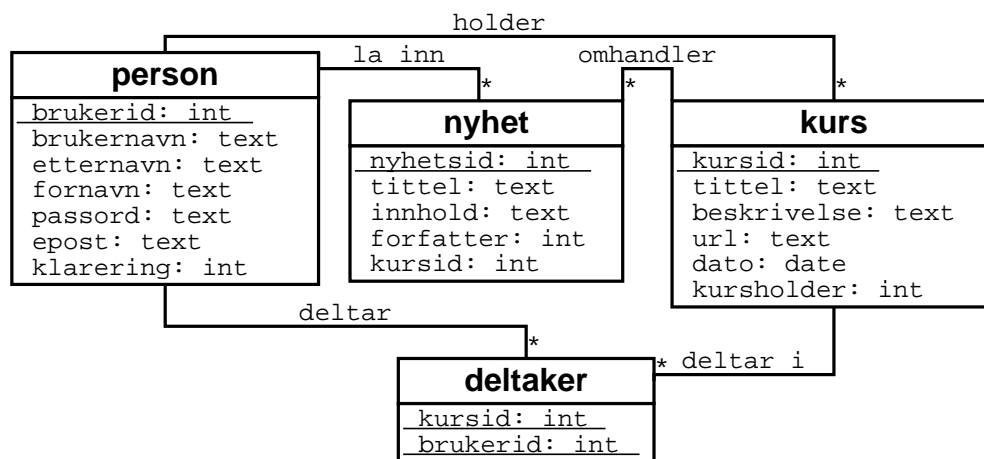 holder
la inn
omhandler
*
*
*
person
brukerid: int
brukernavn: text
etternavn: text
fornavn: text
passord: text
epost: text
klarering: int
nyhet
nyhetsid: int
tittel: text
innhold: text
forfatter: int
kursid: int
kurs
kursid: int
tittel: text
beskrivelse: text
url: text
dato: date
kursholder: int
deltar
*
* deltar i
deltaker
kursid: int
brukerid: int